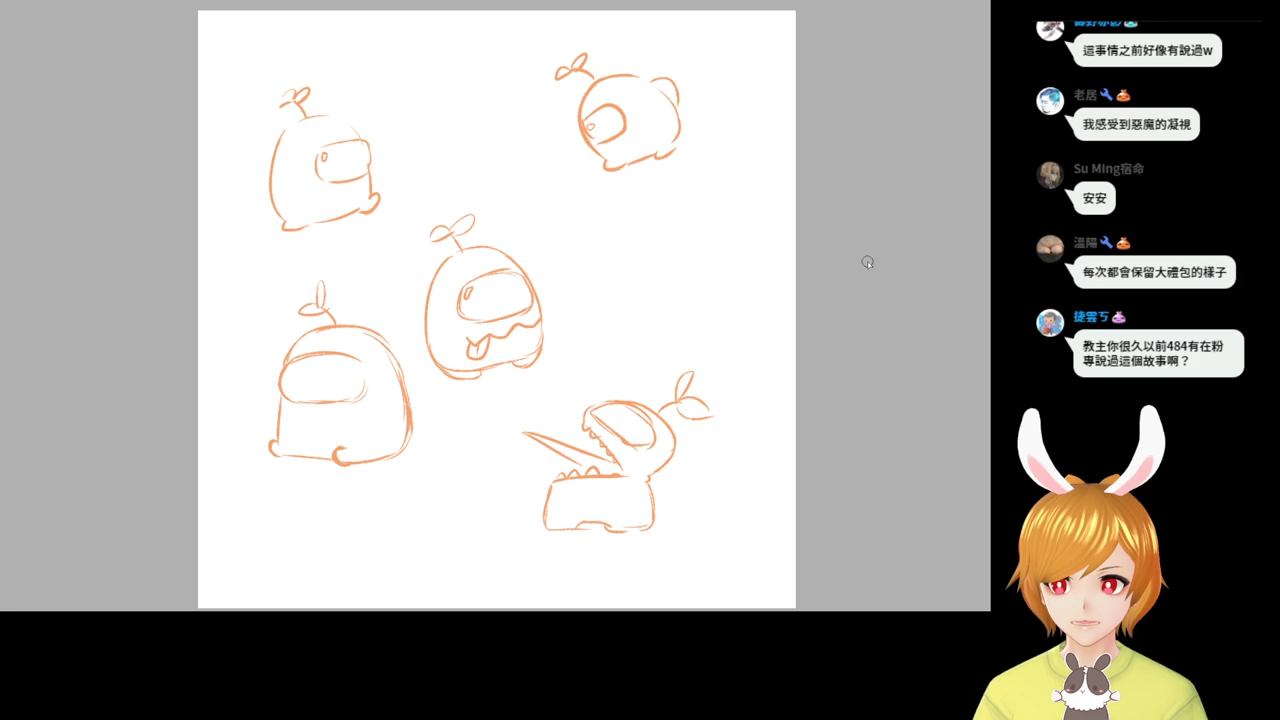 這事情之前好像有說過w
老居
我感受到惡魔的凝視
Su Ming宿命
安安
溫陽
每次都會保留大禮包的樣子
捷雲ㄎ
教主你很久以前484有在粉
專說過這個故事啊？